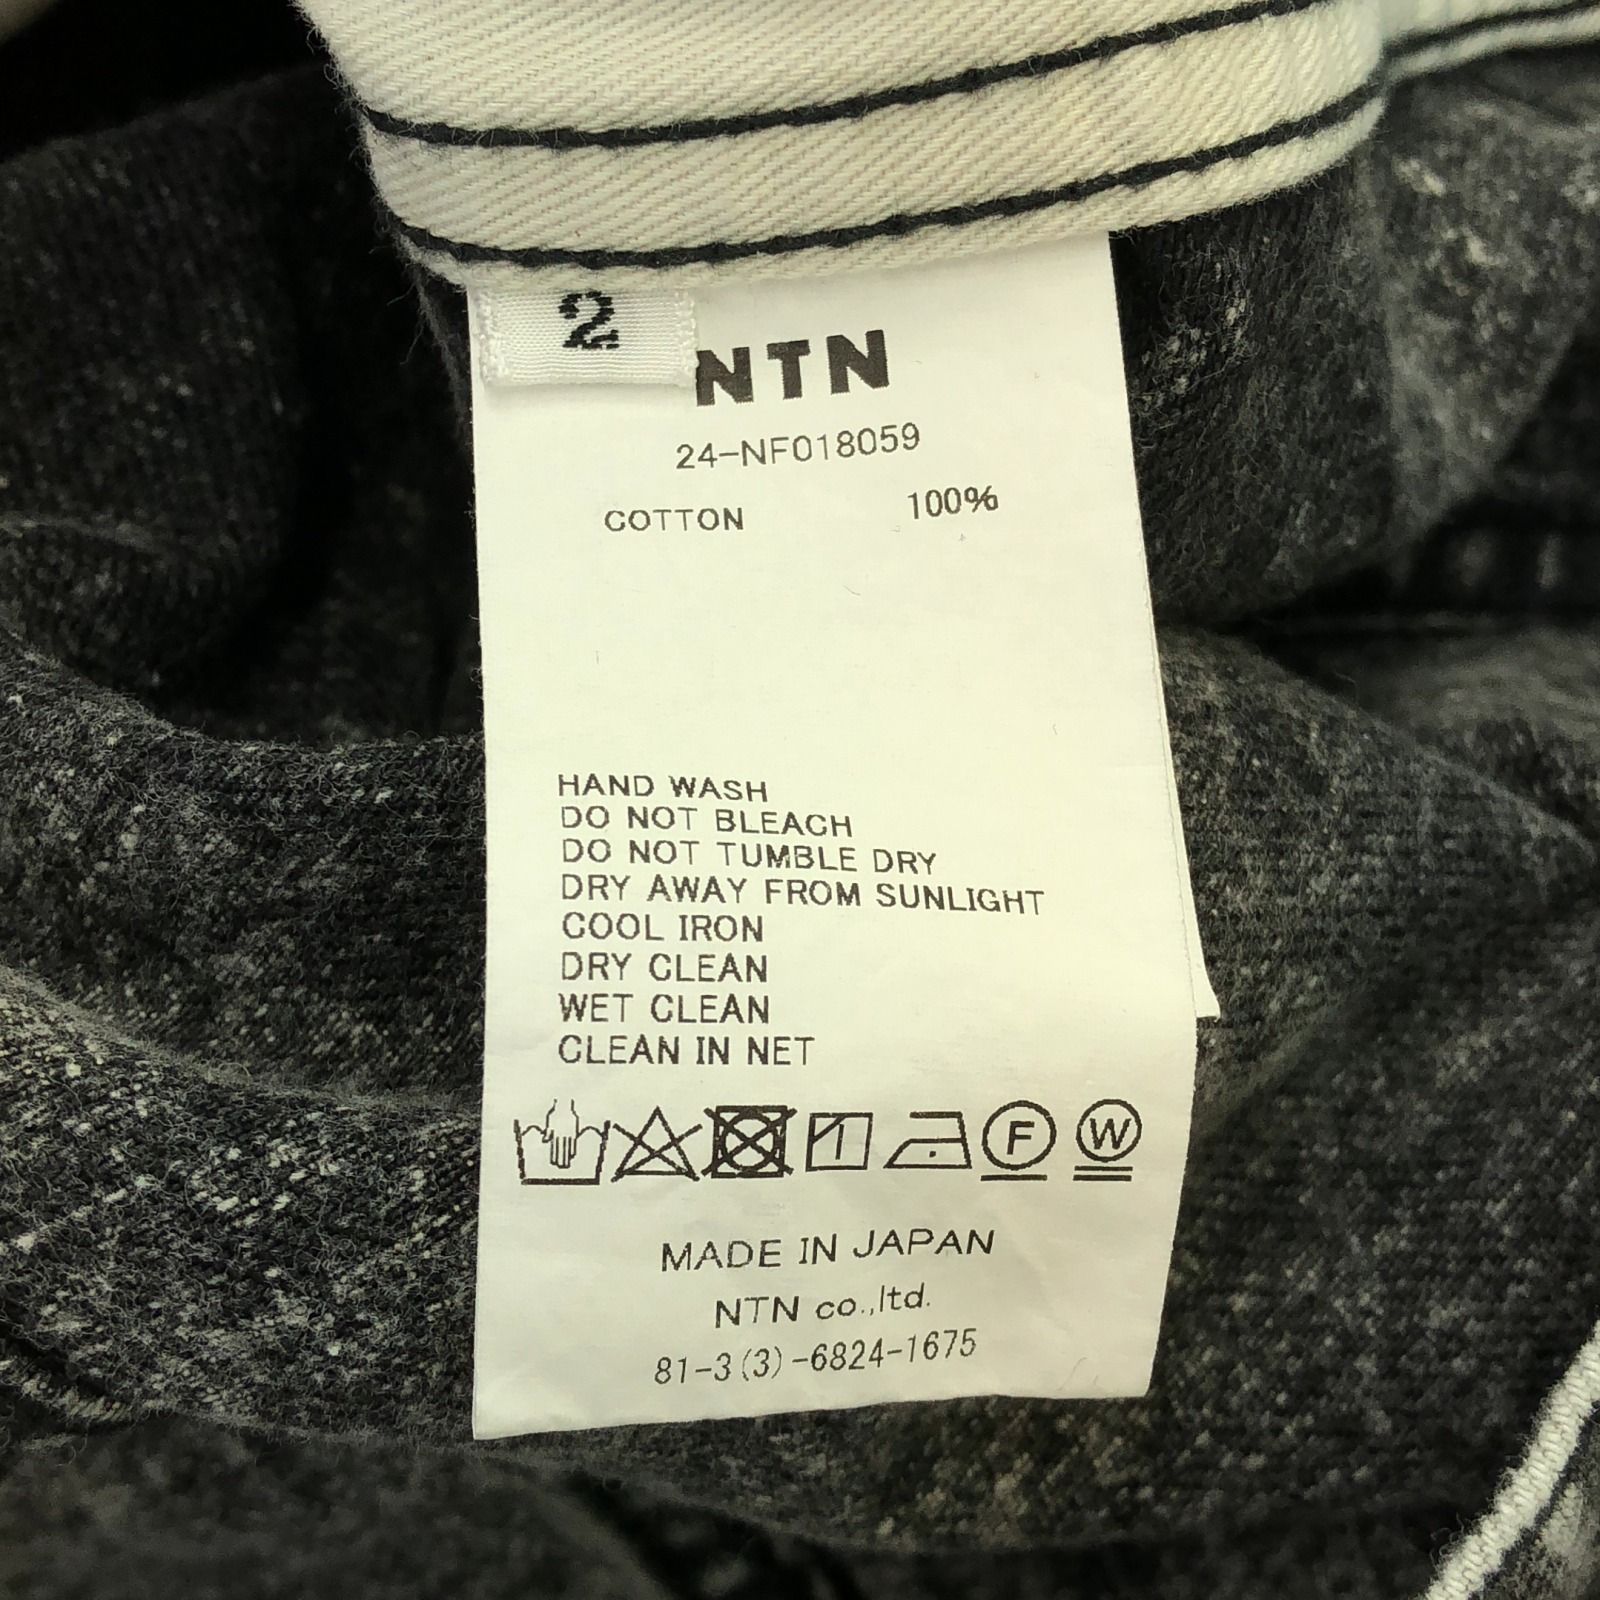 2
NTN
24-NF018059
COTTON 100%
HAND WASH
DO NOT BLEACH
DO NOT TUMBLE DRY
DRY AWAY FROM SUNLIGHT
COOL IRON
DRY CLEAN
WET CLEAN
CLEAN IN NET
F W
MADE IN JAPAN
NTN co.,ltd.
81-3(3)-6824-1675